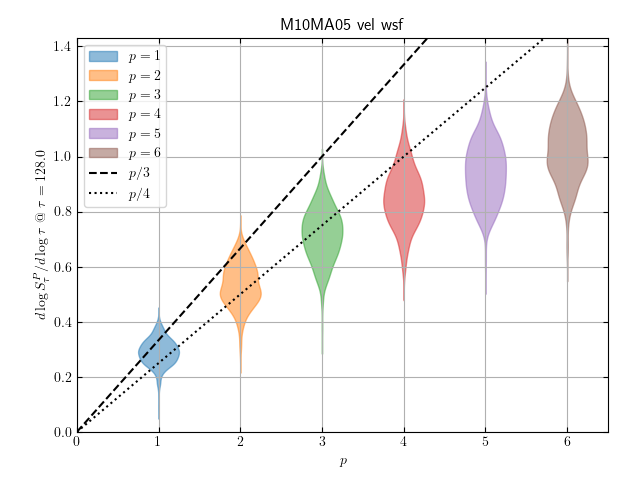 M10MA05 vel wsf
d log S_τ^P / d log τ @ τ = 128.0
1.4
1.2
1.0
0.8
0.6
0.4
0.2
0.0
p = 1
p = 2
p = 3
p = 4
p = 5
p = 6
p/3
p/4
0 1 2 3 4 5 6
p